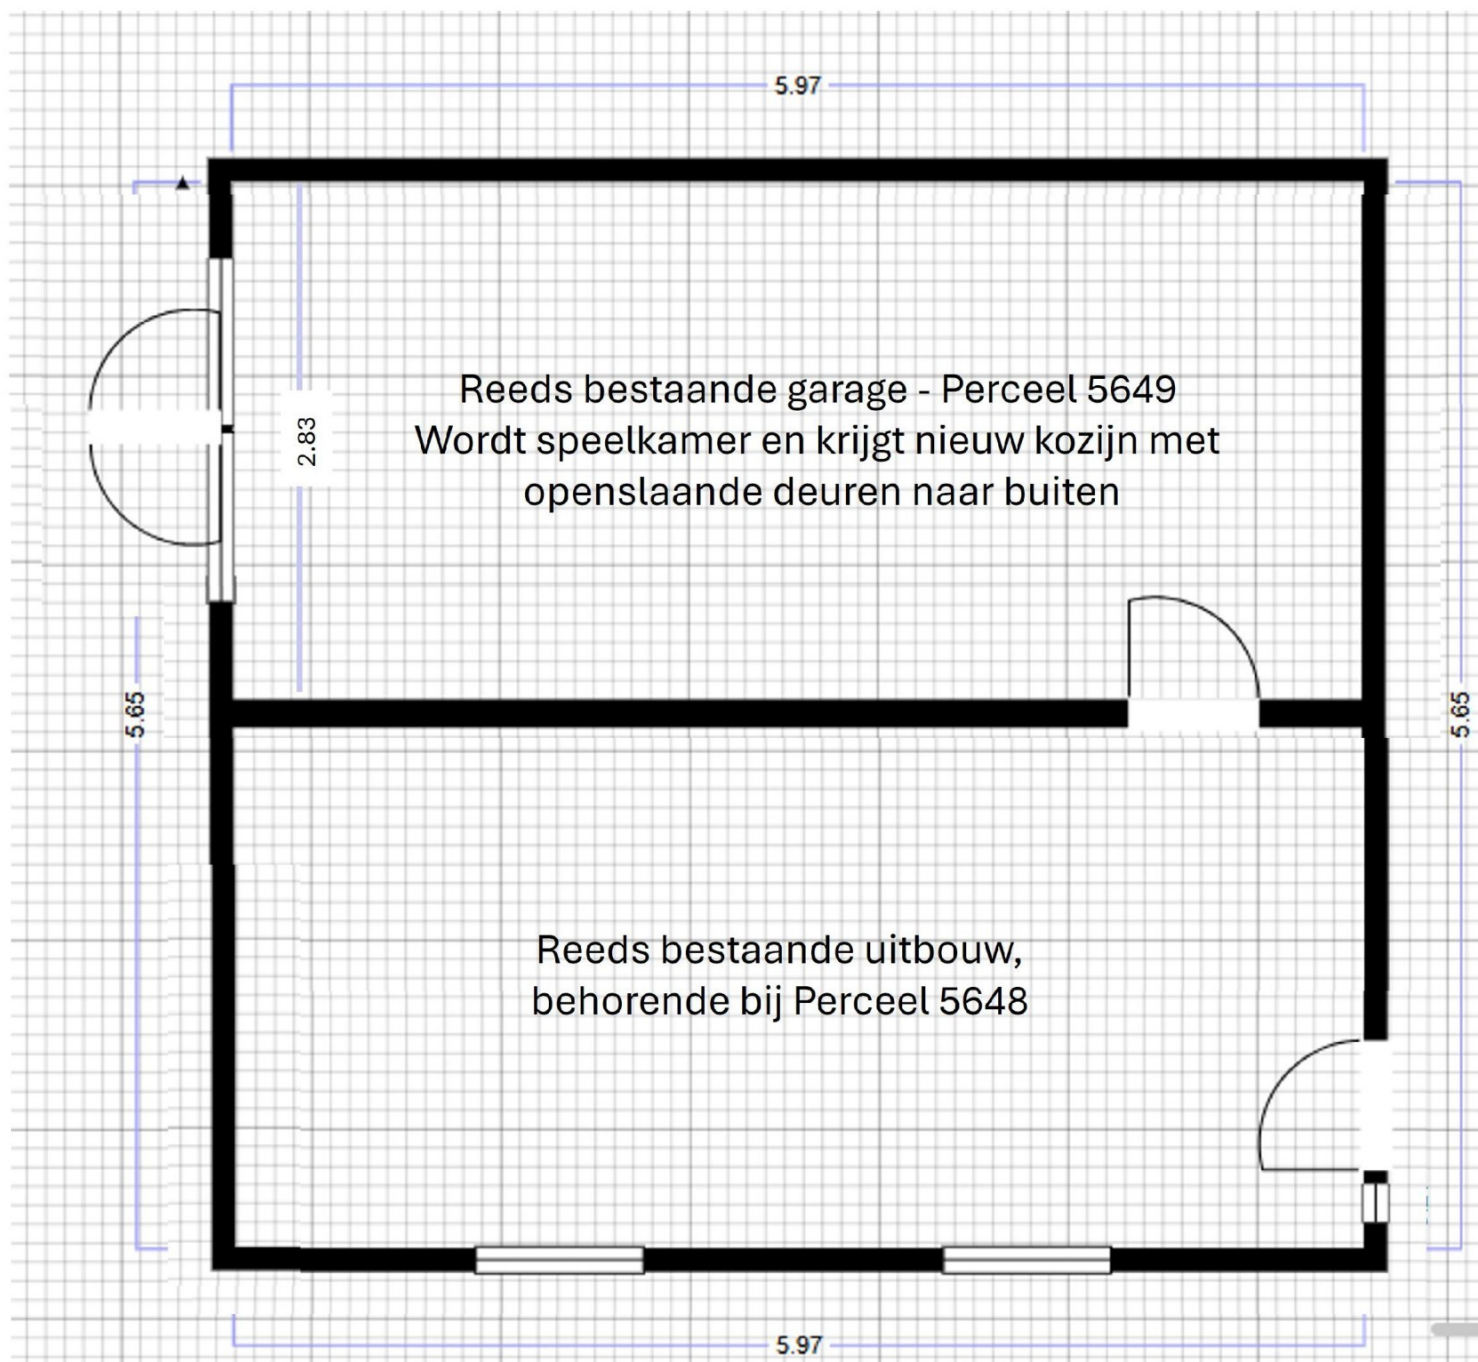 5.97
Reeds bestaande garage - Perceel 5649
Wordt speelkamer en krijgt nieuw kozijn met
openslaande deuren naar buiten
2.83
5.65
5.65
Reeds bestaande uitbouw,
behorende bij Perceel 5648
5.97